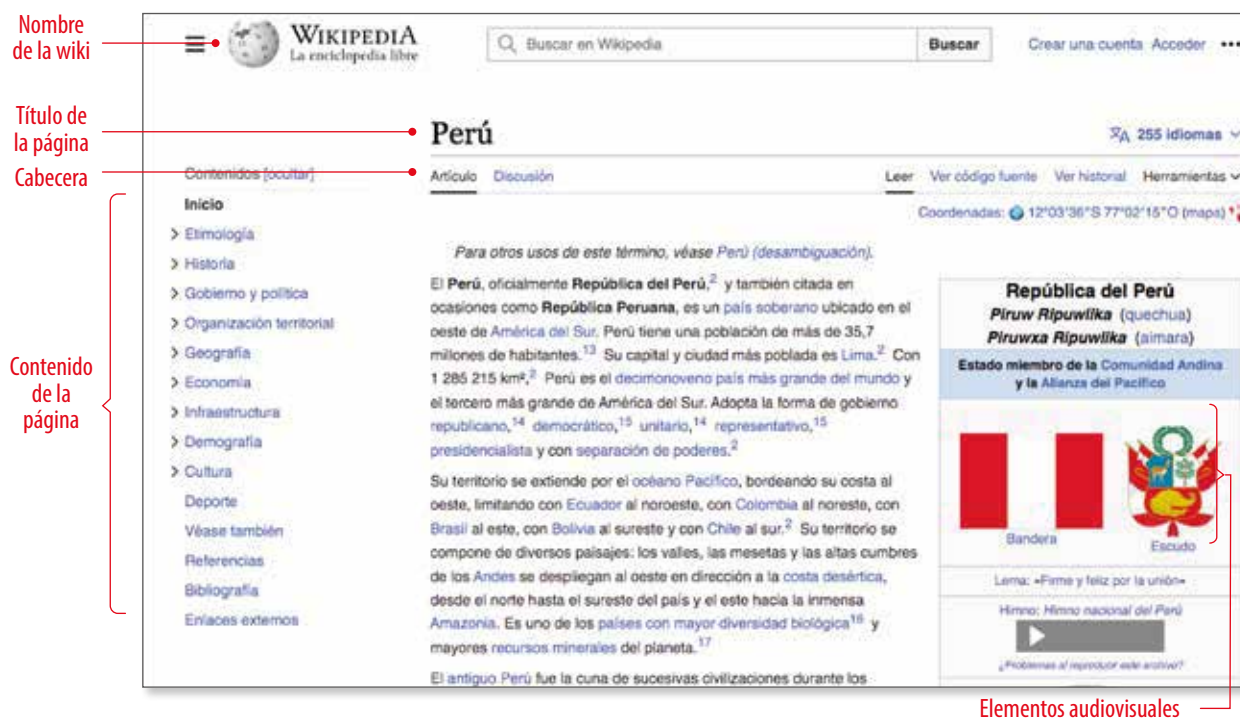 Nombre
de la wiki
WIKIPEDIA
La enciclopedia libre
Buscar en Wikipedia
Buscar
Crear una cuenta Acceder •••
Título de
la página
Perú
255 idiomas
Cabecera
Contenidos [ocultar]
Artículo Discusión
Leer Ver código fuente Ver historial Herramientas
Coordenadas: 12°03'36"S 77°02'15"O (mapa)
Contenido
de la
página
Inicio
Etimología
Historia
Gobierno y política
Organización territorial
Geografía
Economía
Infraestructura
Demografía
Cultura
Deporte
Véase también
Referencias
Bibliografía
Enlaces externos
Para otros usos de este término, véase Perú (desambiguación).
El Perú, oficialmente República del Perú,2 y también citada en
ocasiones como República Peruana, es un país soberano ubicado en el
oeste de América del Sur. Perú tiene una población de más de 35,7
millones de habitantes.13 Su capital y ciudad más poblada es Lima.2 Con
1 285 215 km²,2 Perú es el decimonoveno país más grande del mundo y
el tercero más grande de América del Sur. Adopta la forma de gobierno
republicano,14 democrático,15 unitario,14 representativo,15
presidencialista y con separación de poderes.2
Su territorio se extiende por el océano Pacífico, bordeando su costa al
oeste, limitando con Ecuador al noroeste, con Colombia al noreste, con
Brasil al este, con Bolivia al sureste y con Chile al sur.2 Su territorio se
compone de diversos paisajes: los valles, las mesetas y las altas cumbres
de los Andes se despliegan al oeste en dirección a la costa desértica,
desde el norte hasta el sureste del país y el este hacia la inmensa
Amazonia. Es uno de los países con mayor diversidad biológica16 y
mayores recursos minerales del planeta.17
El antiguo Perú fue la cuna de sucesivas civilizaciones durante los
República del Perú
Piruw Ripuwlika (quechua)
Piruwxa Ripuwlika (aimara)
Estado miembro de la Comunidad Andina
y la Alianza del Pacífico
Bandera
Escudo
Lema: «Firme y feliz por la unión»
Himno: Himno nacional del Perú
¿Problemas al reproducir este archivo?
Elementos audiovisuales